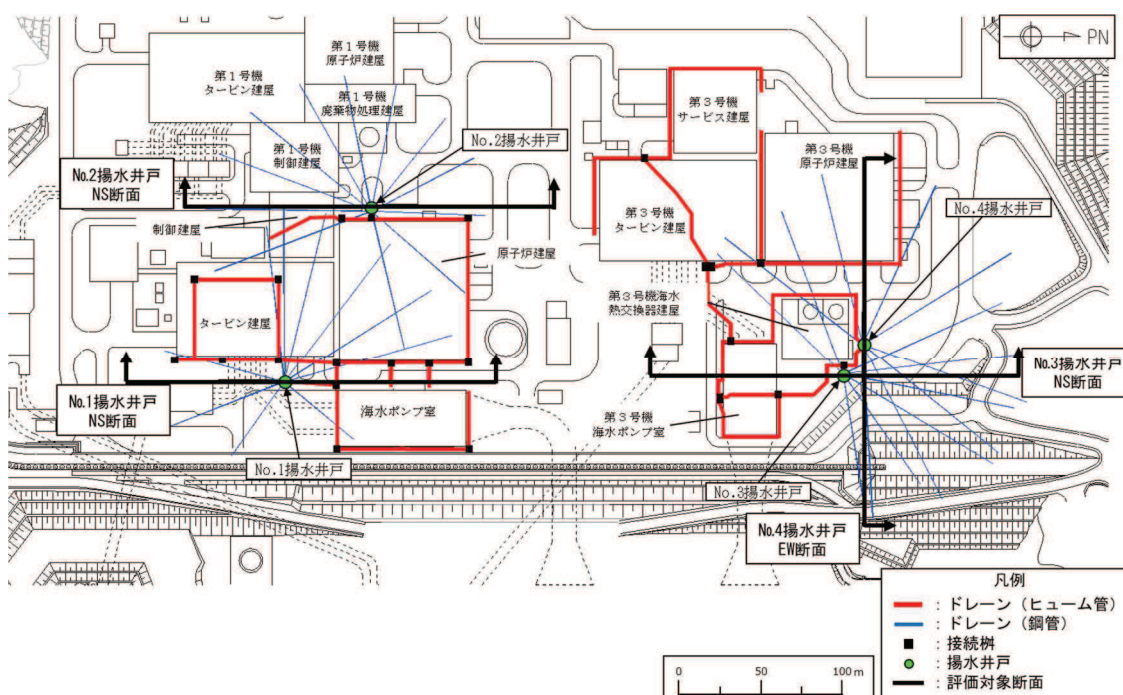 PN
第1号機
原子炉建屋
第1号機
タービン建屋
第1号機
廃棄物処理建屋
第1号機
制御建屋
No.2揚水井戸
No.2揚水井戸
NS断面
制御建屋
原子炉建屋
タービン建屋
No.1揚水井戸
NS断面
海水ポンプ室
No.1揚水井戸
第3号機
サービス建屋
第3号機
原子炉建屋
第3号機
タービン建屋
No.4揚水井戸
第3号機海水
熱交換器建屋
No.3揚水井戸
NS断面
第3号機
海水ポンプ室
No.3揚水井戸
No.4揚水井戸
EW断面
凡例
：ドレーン（ヒューム管）
：ドレーン（鋼管）
：接続桝
：揚水井戸
：評価対象断面
0 50 100m